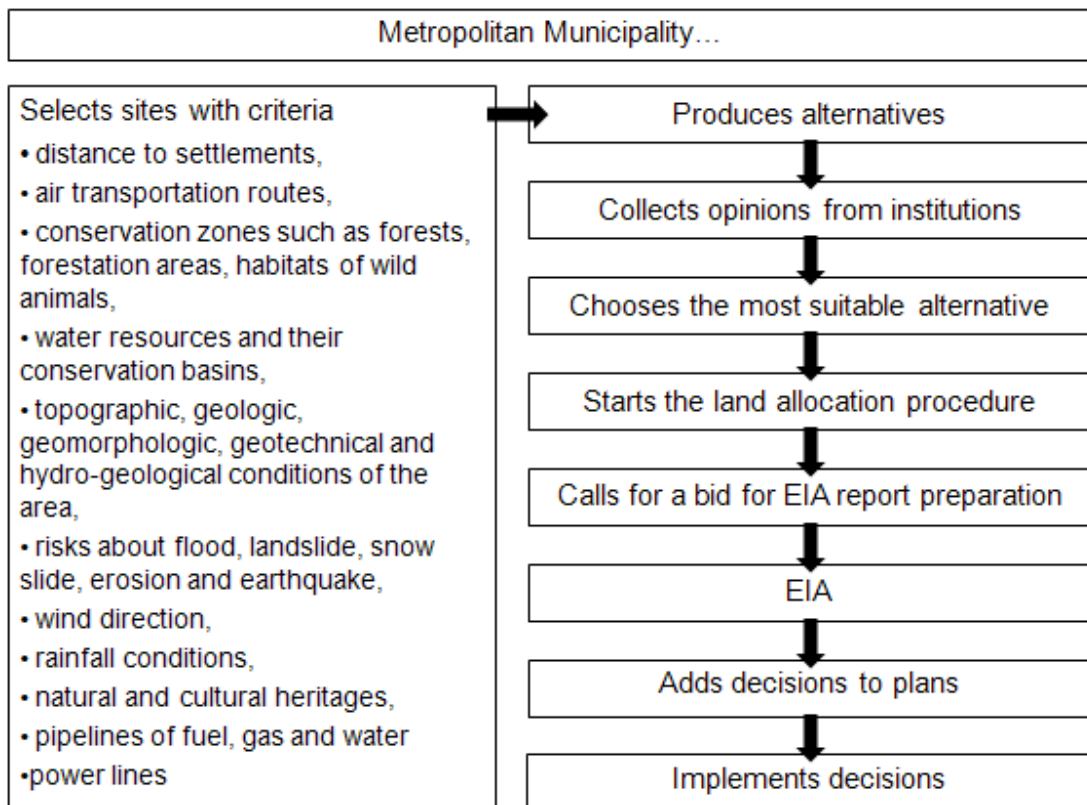 Metropolitan Municipality...
Selects sites with criteria
• distance to settlements,
• air transportation routes,
• conservation zones such as forests,
forestation areas, habitats of wild
animals,
• water resources and their
conservation basins,
• topographic, geologic,
geomorphologic, geotechnical and
hydro-geological conditions of the
area,
• risks about flood, landslide, snow
slide, erosion and earthquake,
• wind direction,
• rainfall conditions,
• natural and cultural heritages,
• pipelines of fuel, gas and water
•power lines
Produces alternatives
Collects opinions from institutions
Chooses the most suitable alternative
Starts the land allocation procedure
Calls for a bid for EIA report preparation
EIA
Adds decisions to plans
Implements decisions